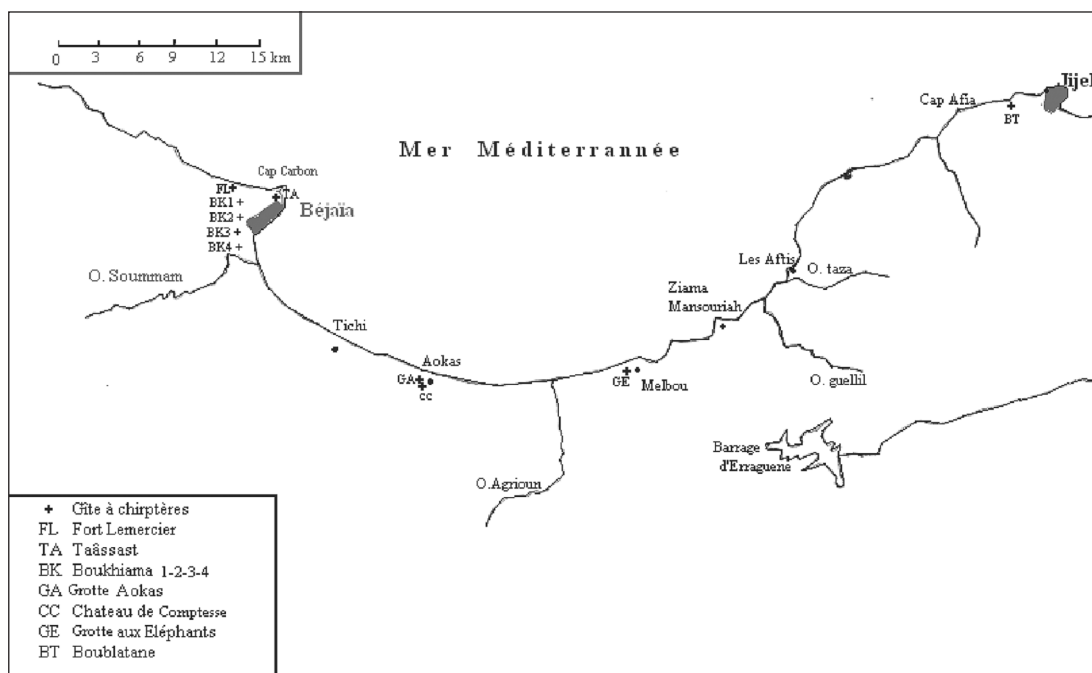 0 3 6 9 12 15 km
Jijel
Cap Afia
BT
Mer Méditerrannée
Cap Carbon
FL
TA
BK1
Béjaïa
BK2
BK3
BK4
Les Aftis
O. taza
O. Soummam
Ziama
Mansouriah
Tichi
Aokas
GA
CC
GE
Melbou
O. guellil
Barrage
d'Erraguene
O.Agrioun
Gîte à chirptères
FL Fort Lemercier
TA Taâssast
BK Boukhiama 1-2-3-4
GA Grotte Aokas
CC Chateau de Comptesse
GE Grotte aux Eléphants
BT Boublatane